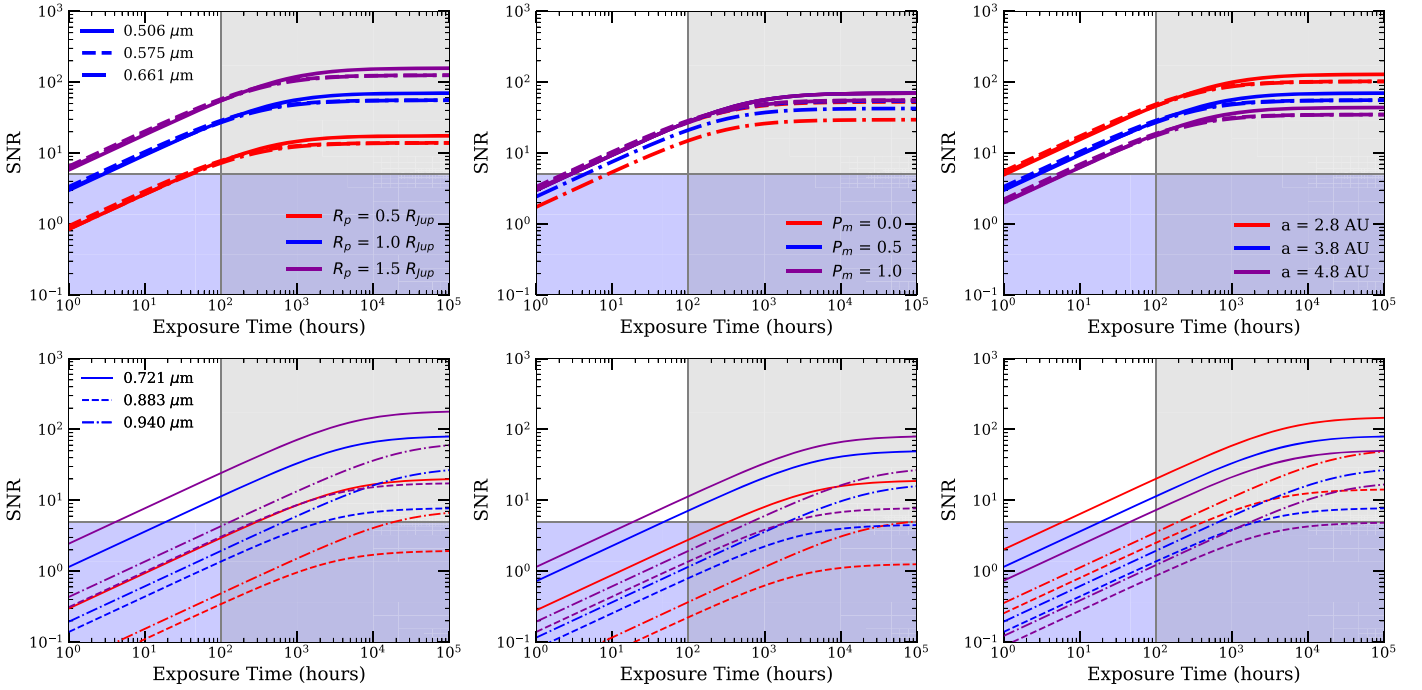 10³
10²
10¹
10⁰
10⁻¹
SNR
0.506 μm
0.575 μm
0.661 μm
R_p = 0.5 R_Jup
R_p = 1.0 R_Jup
R_p = 1.5 R_Jup
10⁰ 10¹ 10² 10³ 10⁴ 10⁵
Exposure Time (hours)
10³
10²
10¹
10⁰
10⁻¹
SNR
P_m = 0.0
P_m = 0.5
P_m = 1.0
10⁰ 10¹ 10² 10³ 10⁴ 10⁵
Exposure Time (hours)
10³
10²
10¹
10⁰
10⁻¹
SNR
a = 2.8 AU
a = 3.8 AU
a = 4.8 AU
10⁰ 10¹ 10² 10³ 10⁴ 10⁵
Exposure Time (hours)
10³
10²
10¹
10⁰
10⁻¹
SNR
0.721 μm
0.883 μm
0.940 μm
10⁰ 10¹ 10² 10³ 10⁴ 10⁵
Exposure Time (hours)
10³
10²
10¹
10⁰
10⁻¹
SNR
10⁰ 10¹ 10² 10³ 10⁴ 10⁵
Exposure Time (hours)
10³
10²
10¹
10⁰
10⁻¹
SNR
10⁰ 10¹ 10² 10³ 10⁴ 10⁵
Exposure Time (hours)